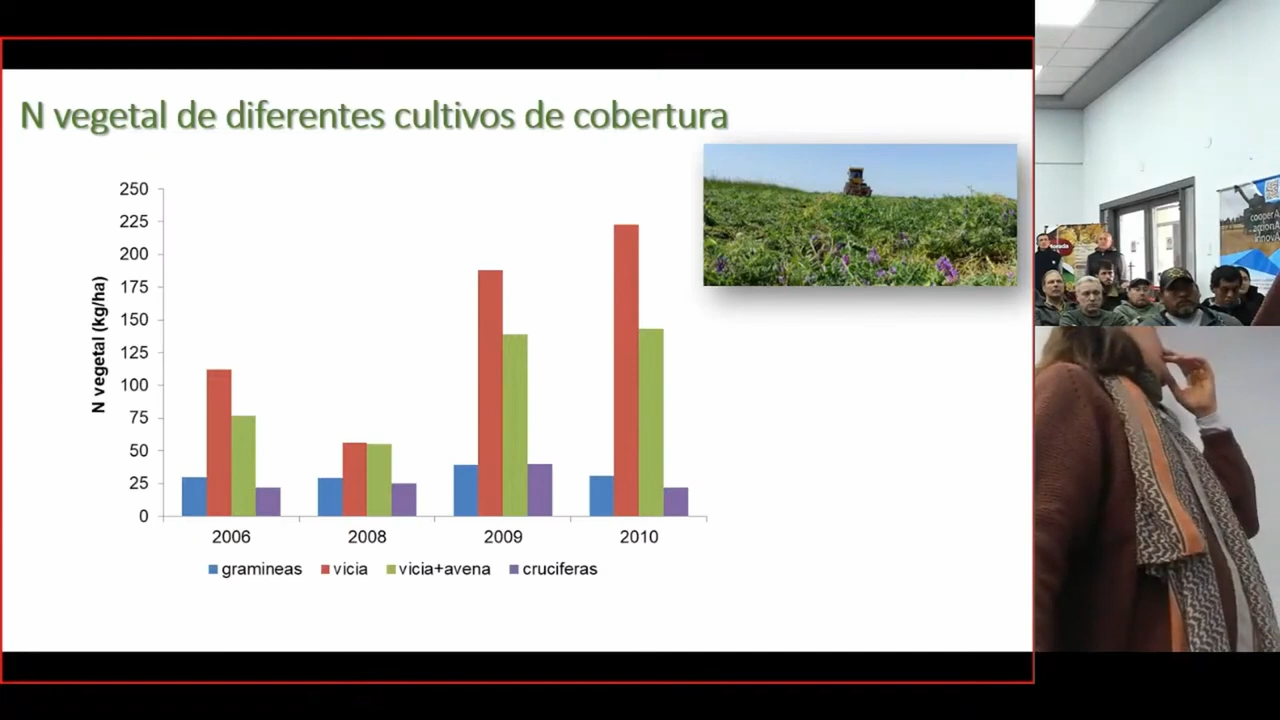 N vegetal de diferentes cultivos de cobertura
N vegetal (kg/ha)
250
225
200
175
150
125
100
75
50
25
0
2006 2008 2009 2010
gramineas vicia vicia+avena cruciferas